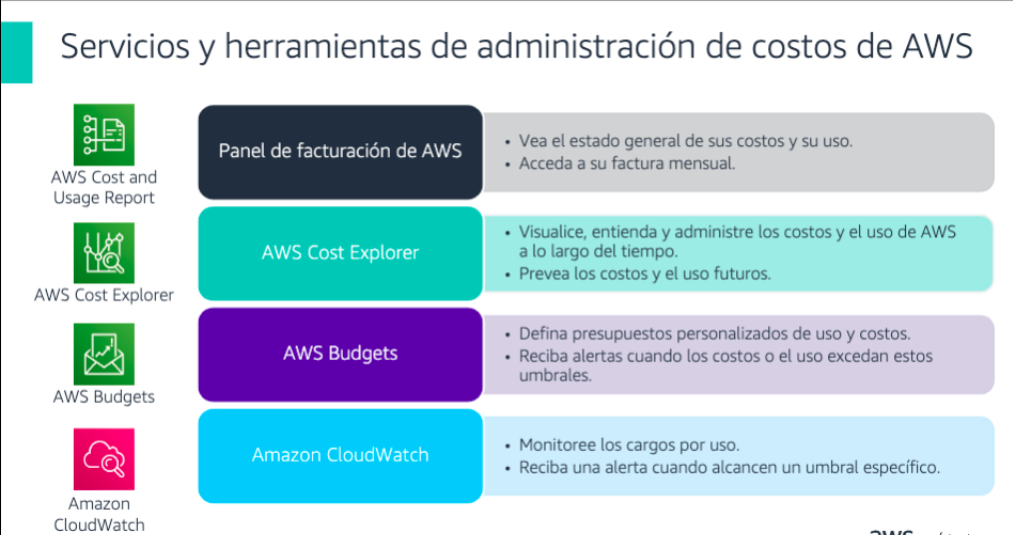 Servicios y herramientas de administración de costos de AWS
AWS Cost and
Usage Report
Panel de facturación de AWS
• Vea el estado general de sus costos y su uso.
• Acceda a su factura mensual.
AWS Cost Explorer
AWS Cost Explorer
• Visualice, entienda y administre los costos y el uso de AWS
a lo largo del tiempo.
• Prevea los costos y el uso futuros.
AWS Budgets
AWS Budgets
• Defina presupuestos personalizados de uso y costos.
• Reciba alertas cuando los costos o el uso excedan estos
umbrales.
Amazon
CloudWatch
Amazon CloudWatch
• Monitoree los cargos por uso.
• Reciba una alerta cuando alcancen un umbral específico.
aws